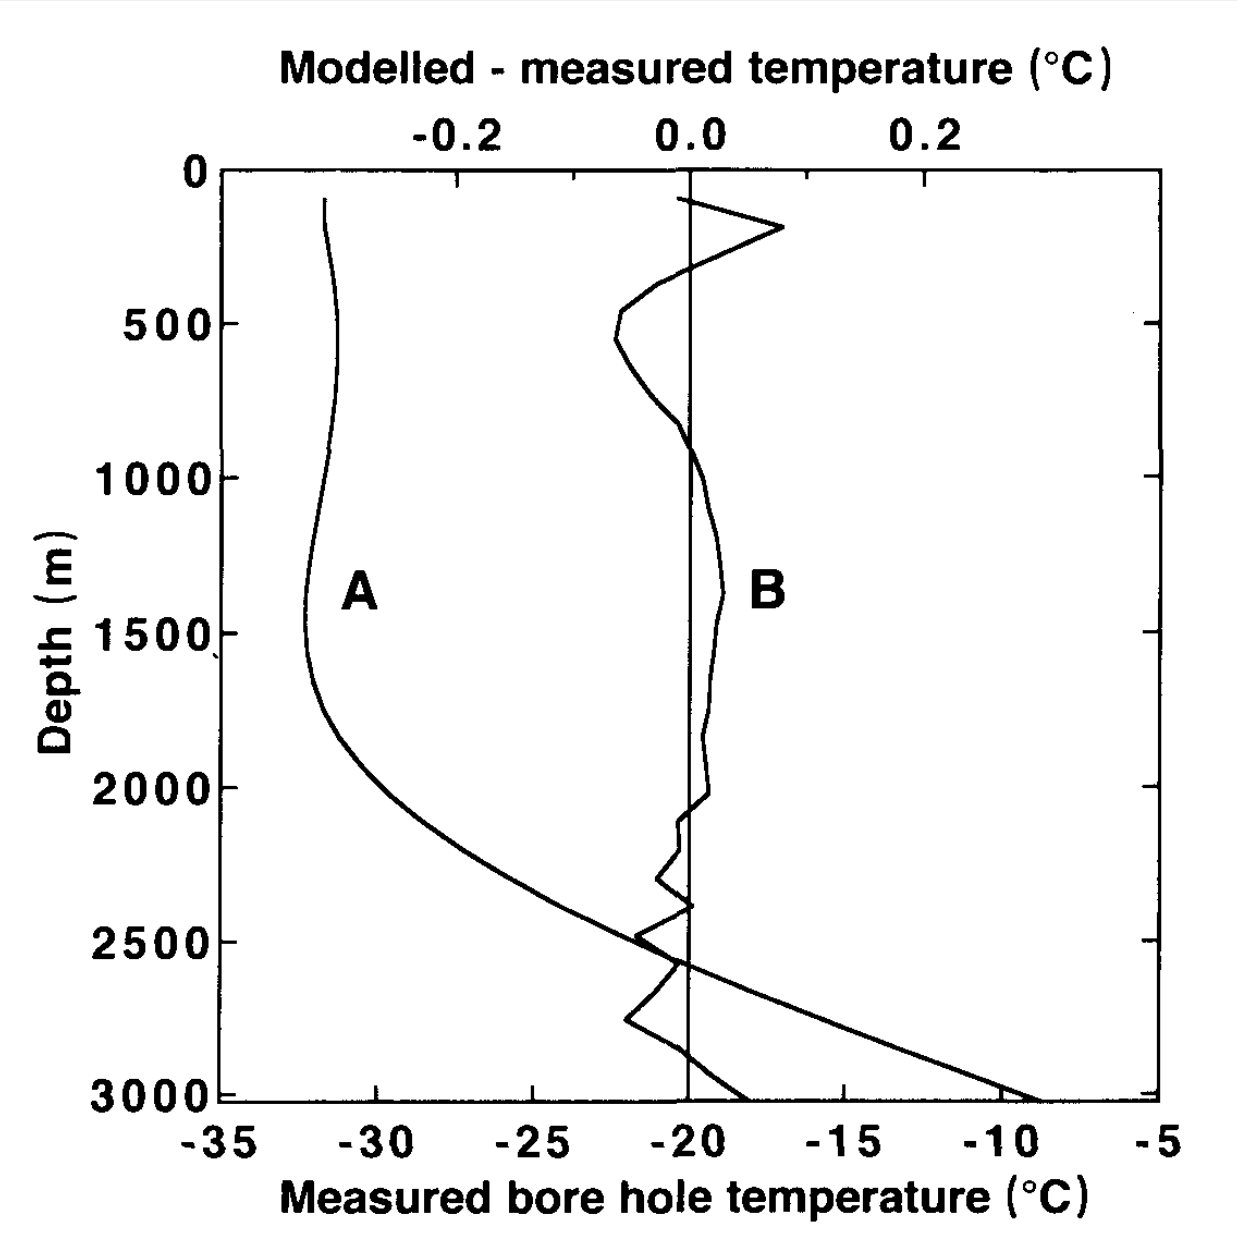 Modelled - measured temperature (°C)
-0.2 0.0 0.2
0
500
1000
A B
1500
2000
2500
3000
Depth (m)
-35 -30 -25 -20 -15 -10 -5
Measured bore hole temperature (°C)